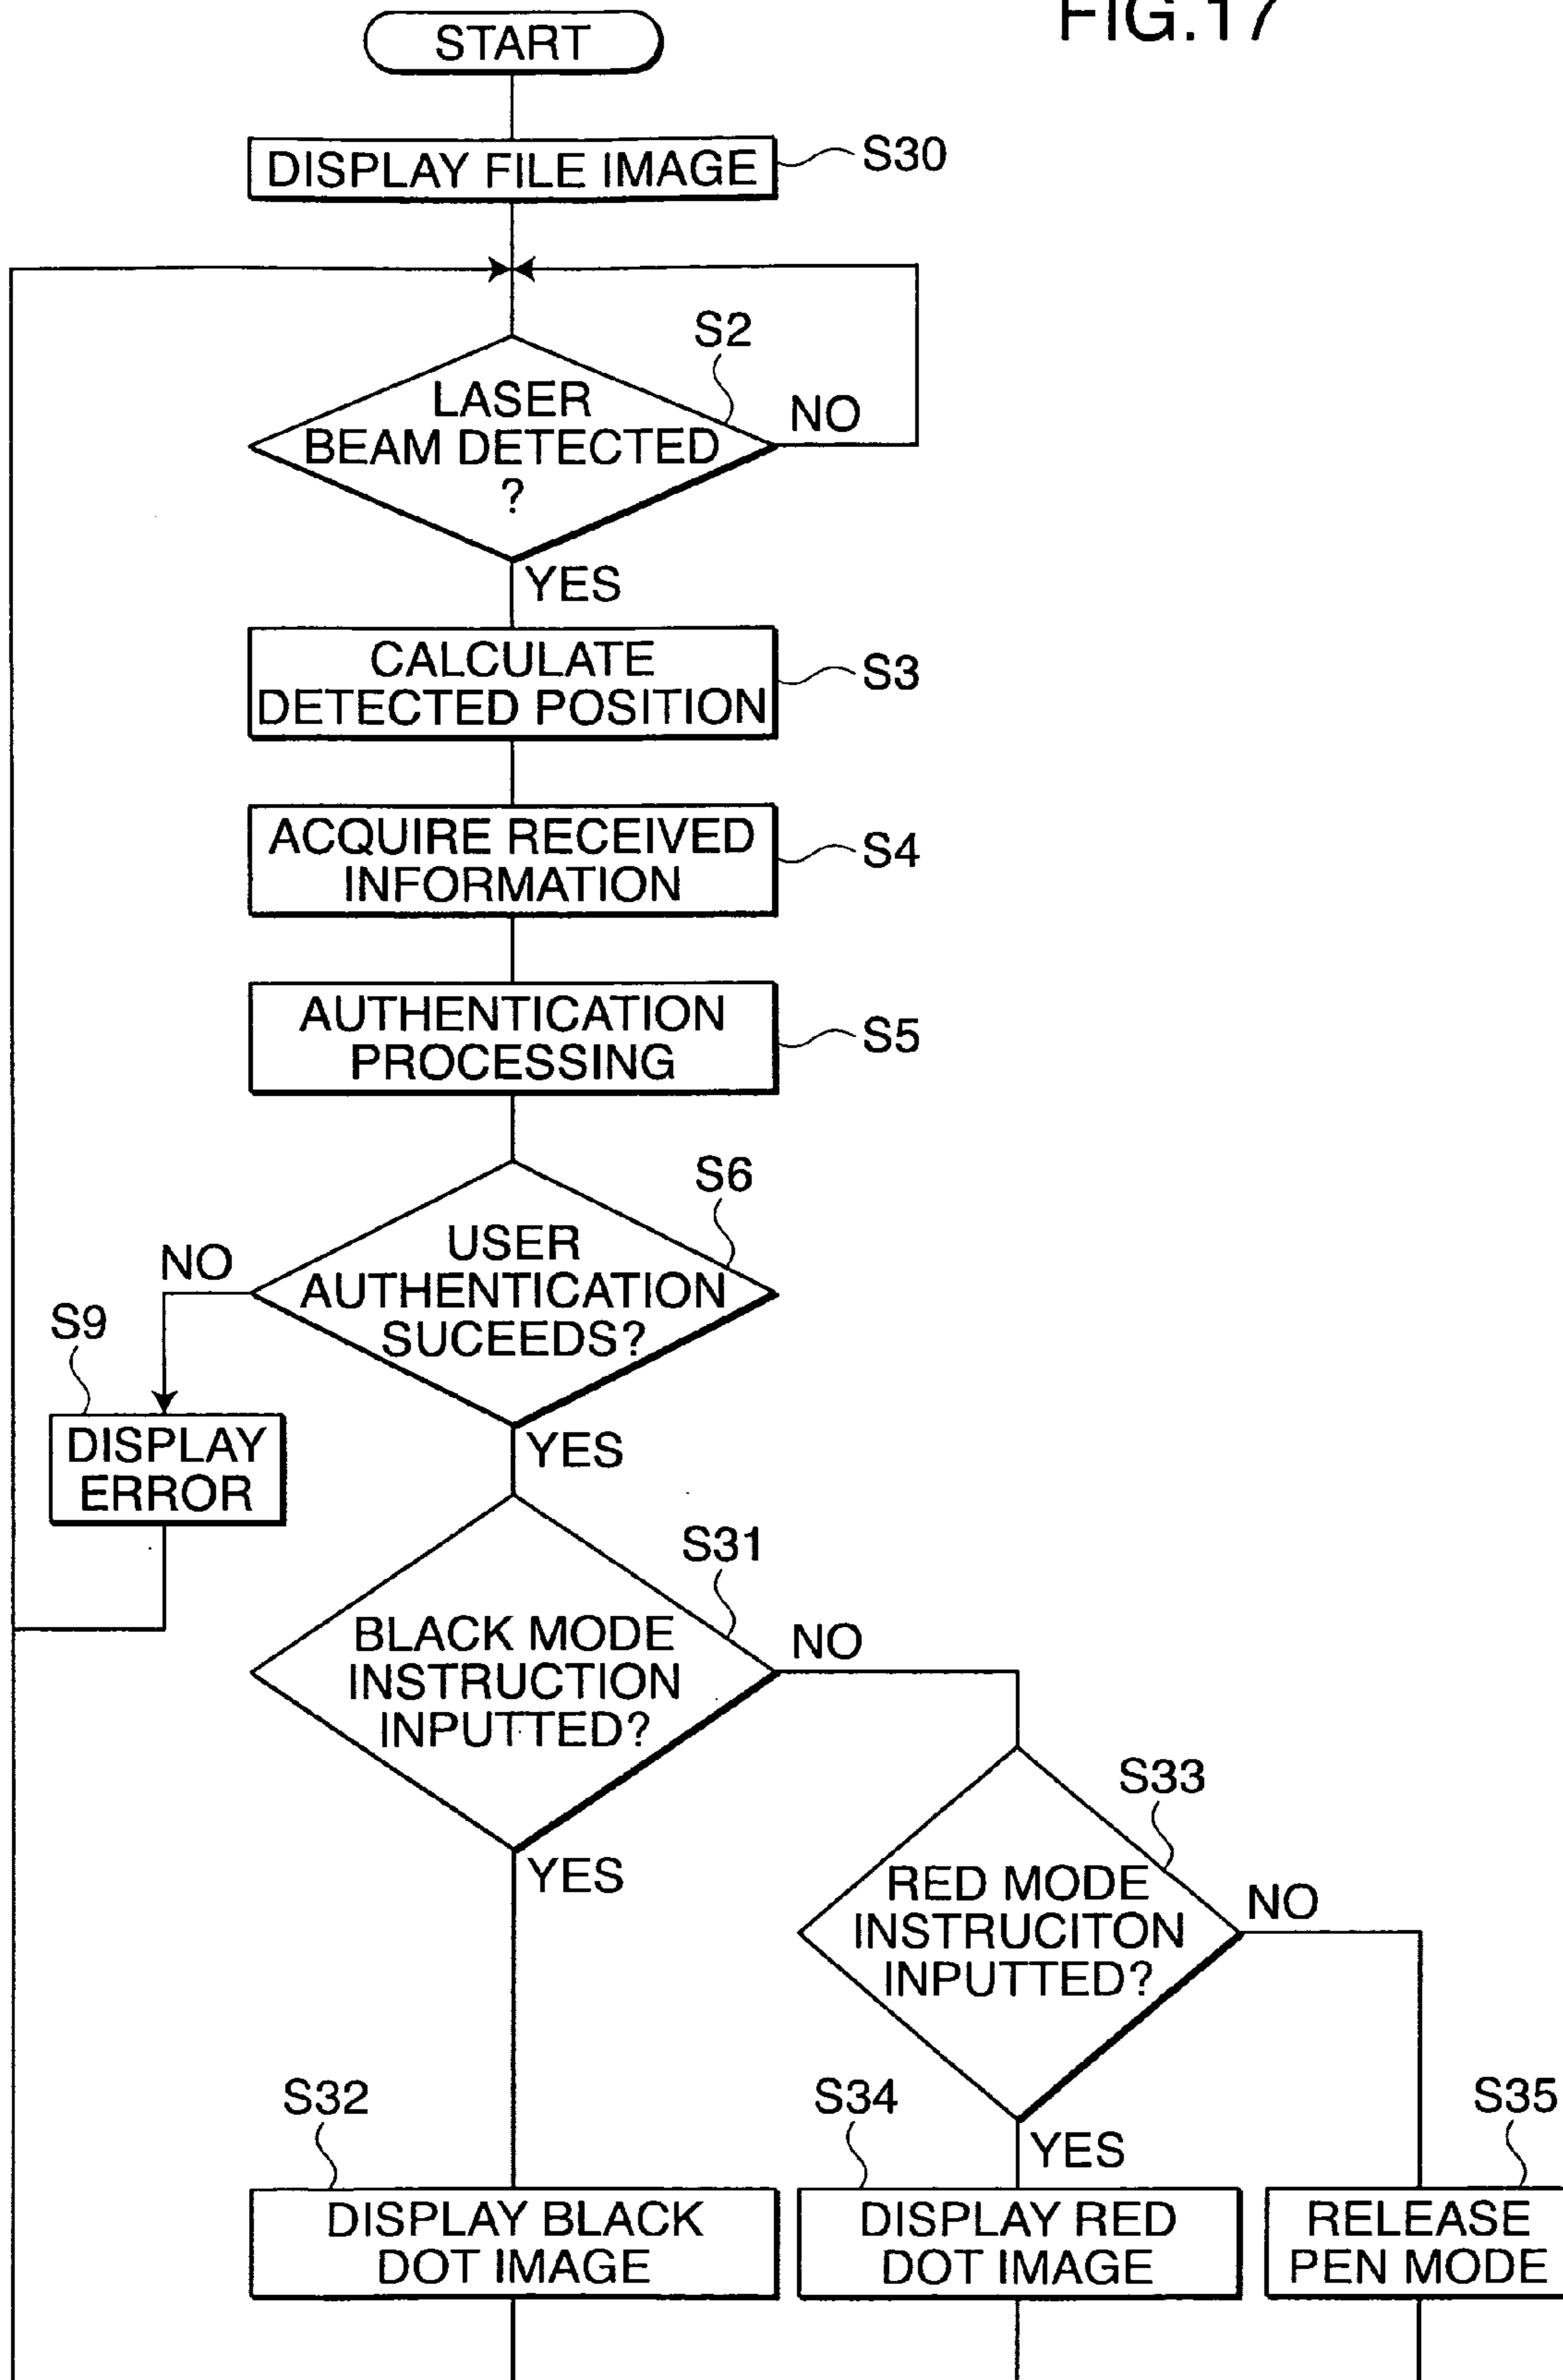 FIG.17
START
DISPLAY FILE IMAGE
S30
S2
LASER
BEAM DETECTED
?
NO
YES
CALCULATE
DETECTED POSITION
S3
ACQUIRE RECEIVED
INFORMATION
S4
AUTHENTICATION
PROCESSING
S5
S6
USER
AUTHENTICATION
SUCEEDS?
NO
S9
DISPLAY
ERROR
YES
S31
BLACK MODE
INSTRUCTION
INPUTTED?
NO
YES
S33
RED MODE
INSTRUCITON
INPUTTED?
NO
YES
S32
DISPLAY BLACK
DOT IMAGE
S34
DISPLAY RED
DOT IMAGE
S35
RELEASE
PEN MODE